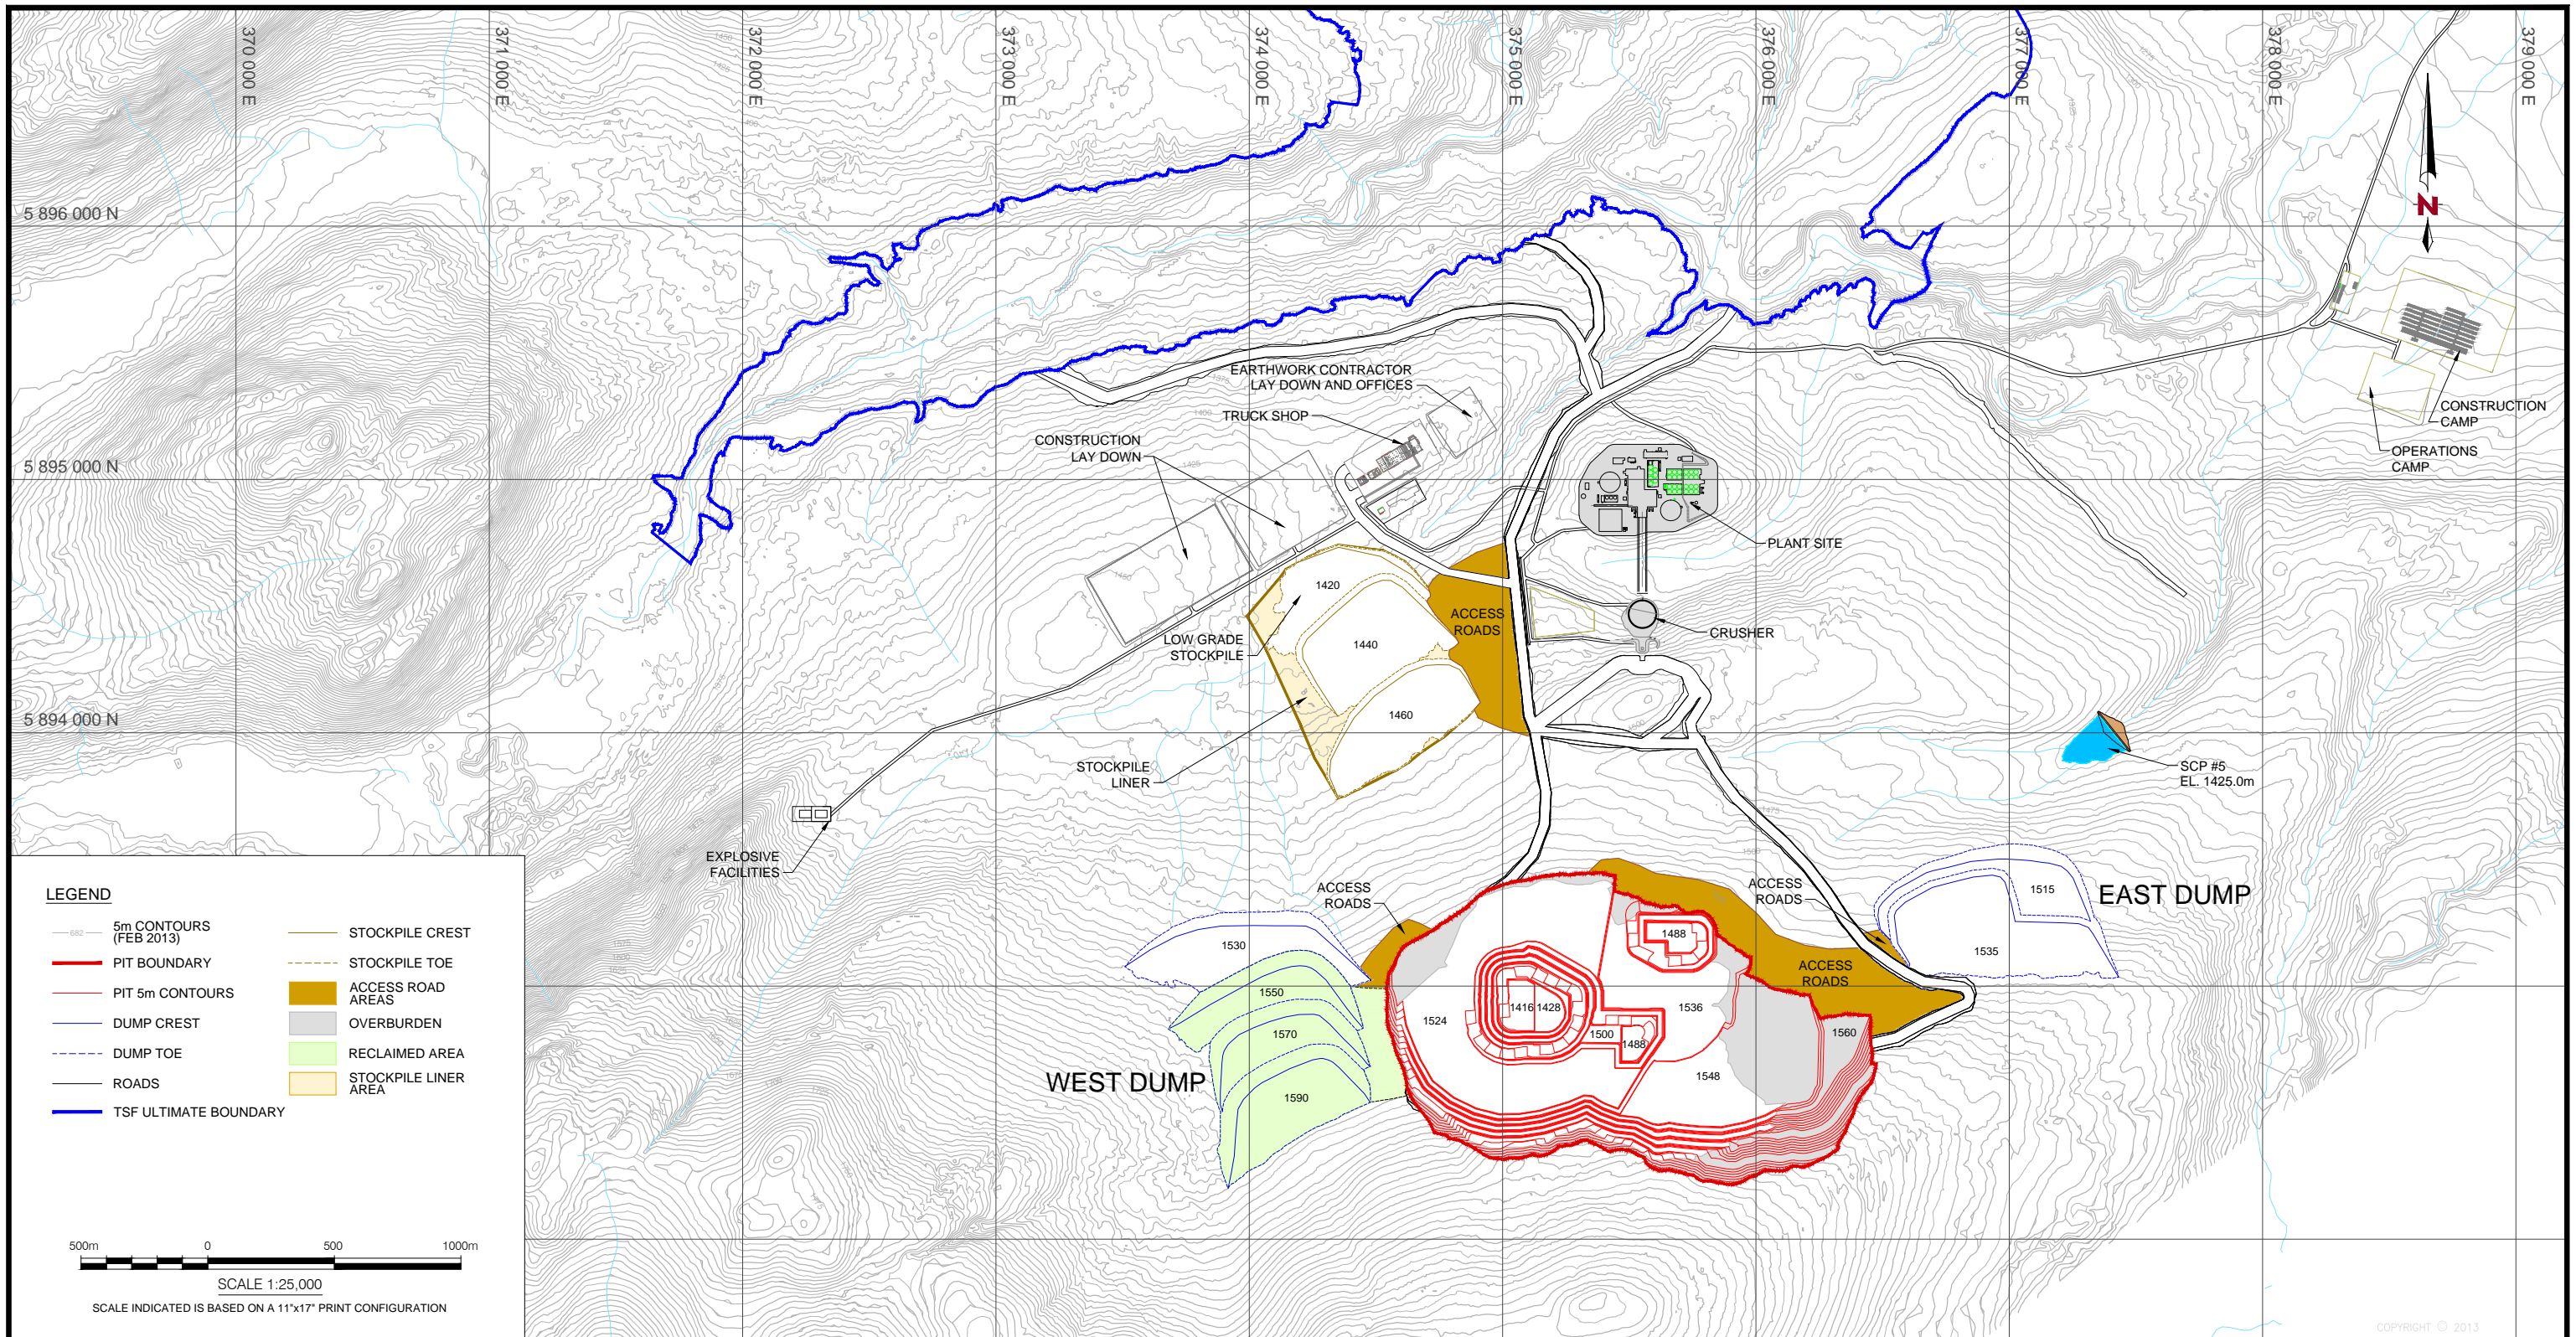 370 000 E
371 000 E
372 000 E
373 000 E
374 000 E
375 000 E
376 000 E
377 000 E
378 000 E
379 000 E
5 896 000 N
N
EARTHWORK CONTRACTOR
LAY DOWN AND OFFICES
TRUCK SHOP
CONSTRUCTION
LAY DOWN
CONSTRUCTION
CAMP
OPERATIONS
CAMP
5 895 000 N
PLANT SITE
1420
ACCESS
ROADS
CRUSHER
LOW GRADE
STOCKPILE
1440
1460
5 894 000 N
STOCKPILE
LINER
SCP #5
EL. 1425.0m
EXPLOSIVE
FACILITIES
ACCESS
ROADS
ACCESS
ROADS
1515
EAST DUMP
1530
1488
1535
ACCESS
ROADS
1550
1416
1428
1536
1524
1570
1500
1488
1560
WEST DUMP
1548
1590
LEGEND
682
5m CONTOURS
(FEB 2013)
PIT BOUNDARY
PIT 5m CONTOURS
DUMP CREST
DUMP TOE
ROADS
TSF ULTIMATE BOUNDARY
STOCKPILE CREST
STOCKPILE TOE
ACCESS ROAD
AREAS
OVERBURDEN
RECLAIMED AREA
STOCKPILE LINER
AREA
500m 0 500 1000m
SCALE 1:25,000
SCALE INDICATED IS BASED ON A 11"x17" PRINT CONFIGURATION
COPYRIGHT © 2013